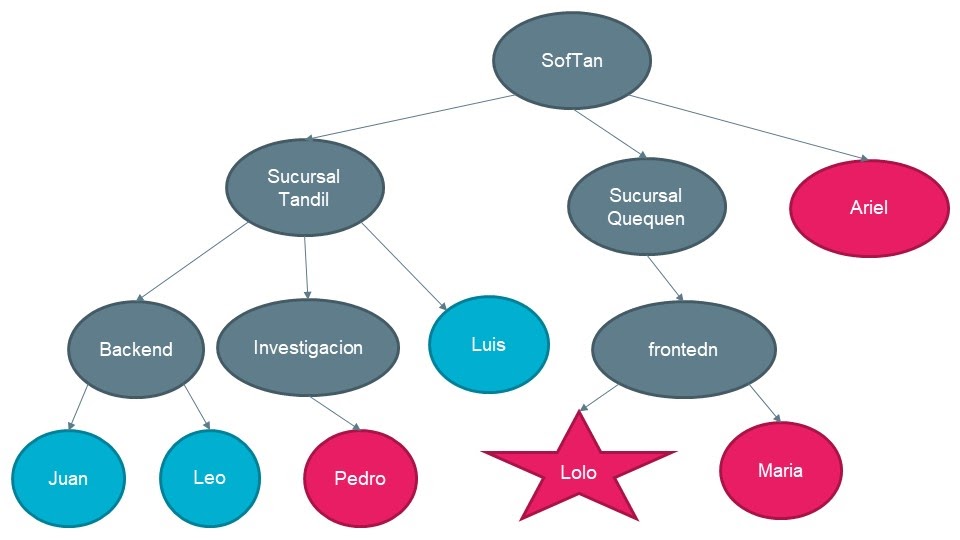 SofTan
Sucursal
Tandil
Sucursal
Quequen
Ariel
Backend
Investigacion
Luis
frontedn
Juan
Leo
Pedro
Lolo
Maria